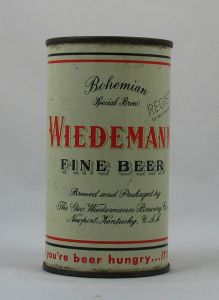 Bohemian
Special Brew
WIEDEMANN
FINE BEER
Brewed and Packaged by
The Geo. Wiedemann Brewing Co.
Newport, Kentucky, U.S.A.
you're beer hungry...